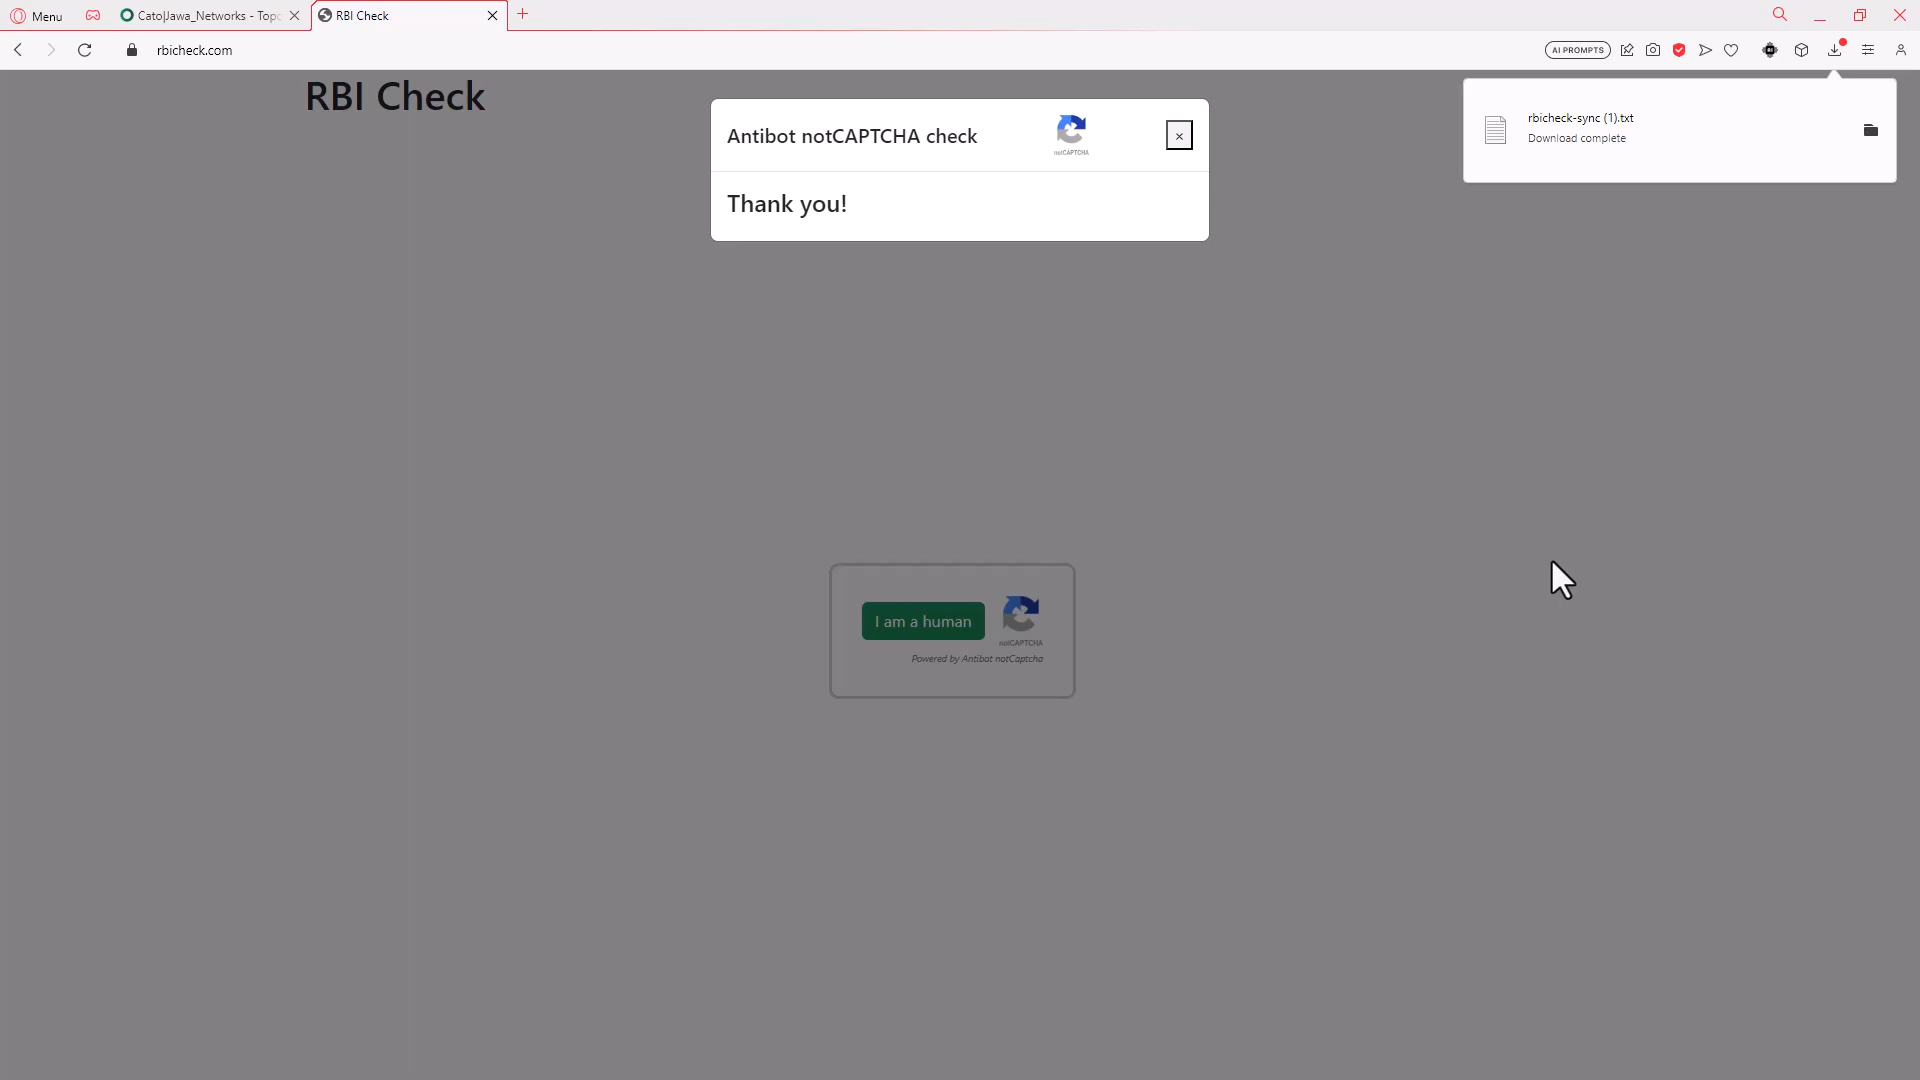 Menu
Cato|Jawa_Networks - Topo
RBI Check
rbicheck.com
AI PROMPTS
RBI Check
rbicheck-sync (1).txt
Download complete
Antibot notCAPTCHA check
notCAPTCHA
×
Thank you!
I am a human
notCAPTCHA
Powered by Antibot notCaptcha